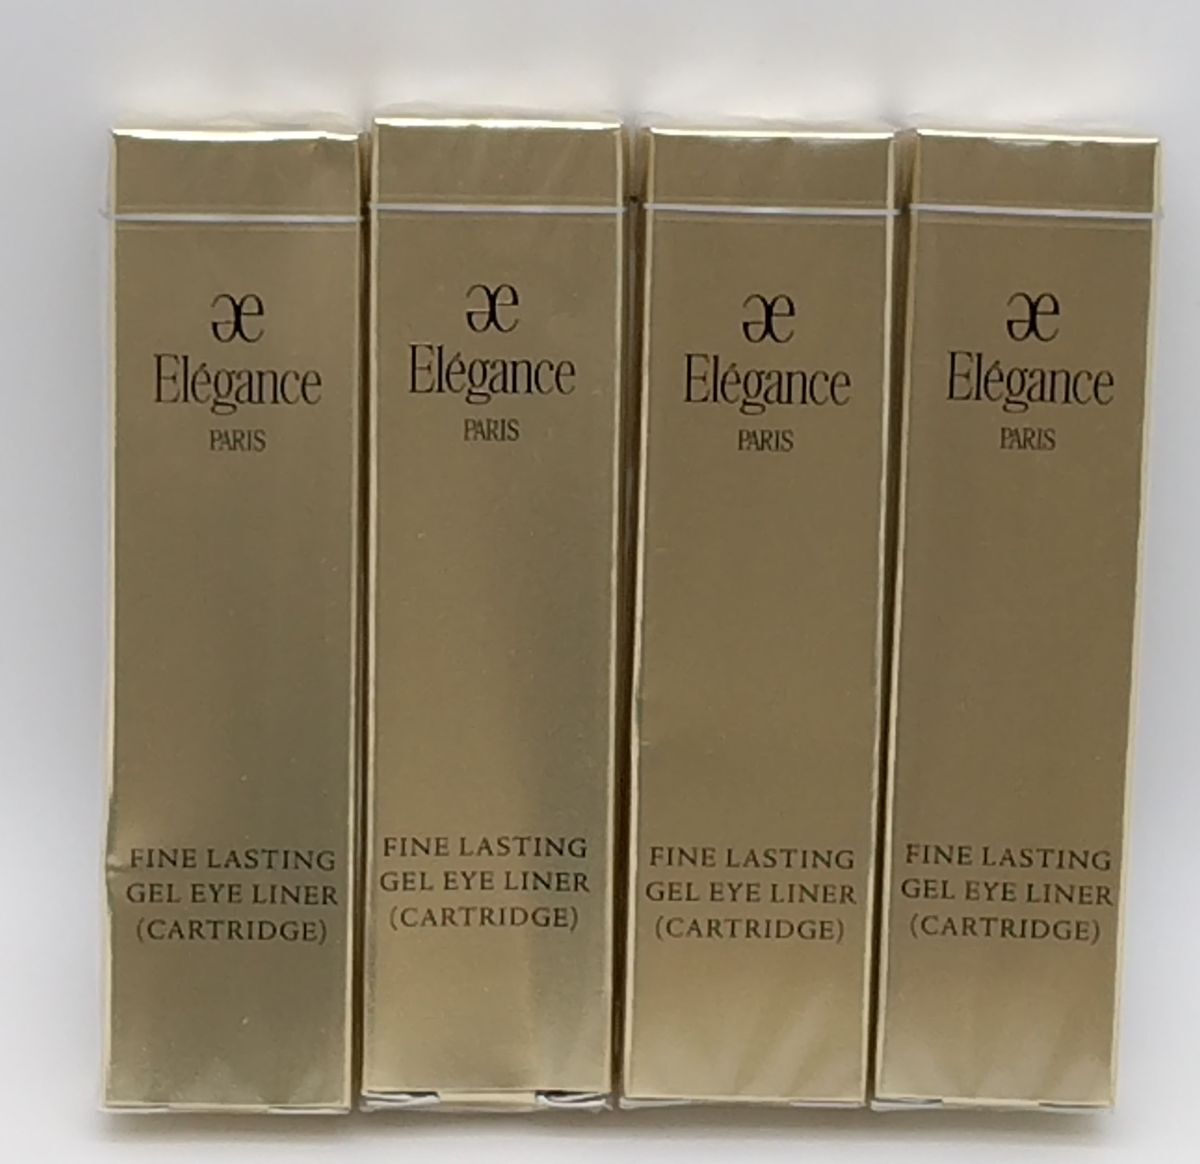 æ
Elégance
PARIS
FINE LASTING
GEL EYE LINER
(CARTRIDGE)
æ
Elégance
PARIS
FINE LASTING
GEL EYE LINER
(CARTRIDGE)
æ
Elégance
PARIS
FINE LASTING
GEL EYE LINER
(CARTRIDGE)
æ
Elégance
PARIS
FINE LASTING
GEL EYE LINER
(CARTRIDGE)